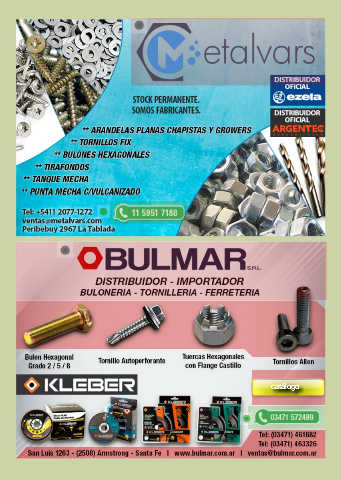 Metalvars
DISTRIBUIDOR
OFICIAL
ezeta
DISTRIBUIDOR
OFICIAL
ARGENTEC
STOCK PERMANENTE.
SOMOS FABRICANTES.
** ARANDELAS PLANAS CHAPISTAS Y GROWERS
** TORNILLOS FIX
** BULONES HEXAGONALES
** TIRAFONDOS
** TANQUE MECHA
** PUNTA MECHA C/VULCANIZADO
Tel: +5411 2077-1272
11 5951 7188
ventas@metalvars.com
Peribebuy 2967 La Tablada
BULMAR S.R.L.
DISTRIBUIDOR - IMPORTADOR
BULONERIA - TORNILLERIA - FERRETERIA
Bulon Hexagonal
Grado 2 / 5 / 8
Tornillo Autoperforante
Tuercas Hexagonales
con Flange Castillo
Tornillos Allen
KLEBER
catálogo
03471 572499
Tel: (03471) 461682
Tel: (03471) 463326
San Luis 1263 - (2508) Armstrong - Santa Fe I www.bulmar.com.ar I ventas@bulmar.com.ar